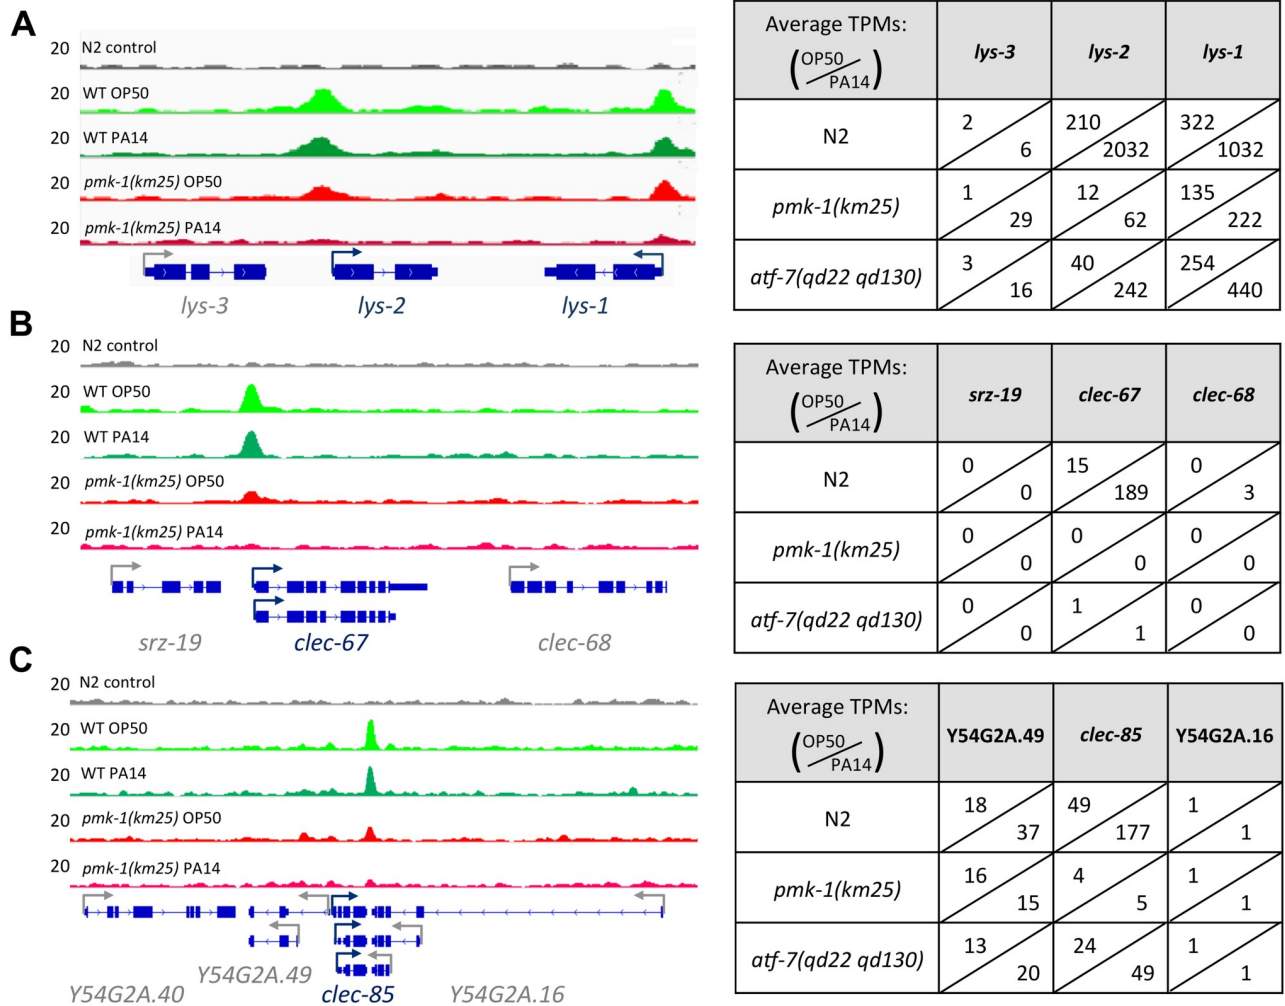 A
20 N2 control
20 WT OP50
20 WT PA14
20 pmk-1(km25) OP50
20 pmk-1(km25) PA14
lys-3 lys-2 lys-1
Average TPMs: (OP50/PA14) lys-3 lys-2 lys-1
N2 2 6 210 2032 322 1032
pmk-1(km25) 1 29 12 62 135 222
atf-7(qd22 qd130) 3 16 40 242 254 440
B
20 N2 control
20 WT OP50
20 WT PA14
20 pmk-1(km25) OP50
20 pmk-1(km25) PA14
srz-19 clec-67 clec-68
Average TPMs: (OP50/PA14) srz-19 clec-67 clec-68
N2 0 0 15 189 0 3
pmk-1(km25) 0 0 0 0 0 0
atf-7(qd22 qd130) 0 0 1 1 0 0
C
20 N2 control
20 WT OP50
20 WT PA14
20 pmk-1(km25) OP50
20 pmk-1(km25) PA14
Y54G2A.40 Y54G2A.49 clec-85 Y54G2A.16
Average TPMs: (OP50/PA14) Y54G2A.49 clec-85 Y54G2A.16
N2 18 37 49 177 1 1
pmk-1(km25) 16 15 4 5 1 1
atf-7(qd22 qd130) 13 20 24 49 1 1